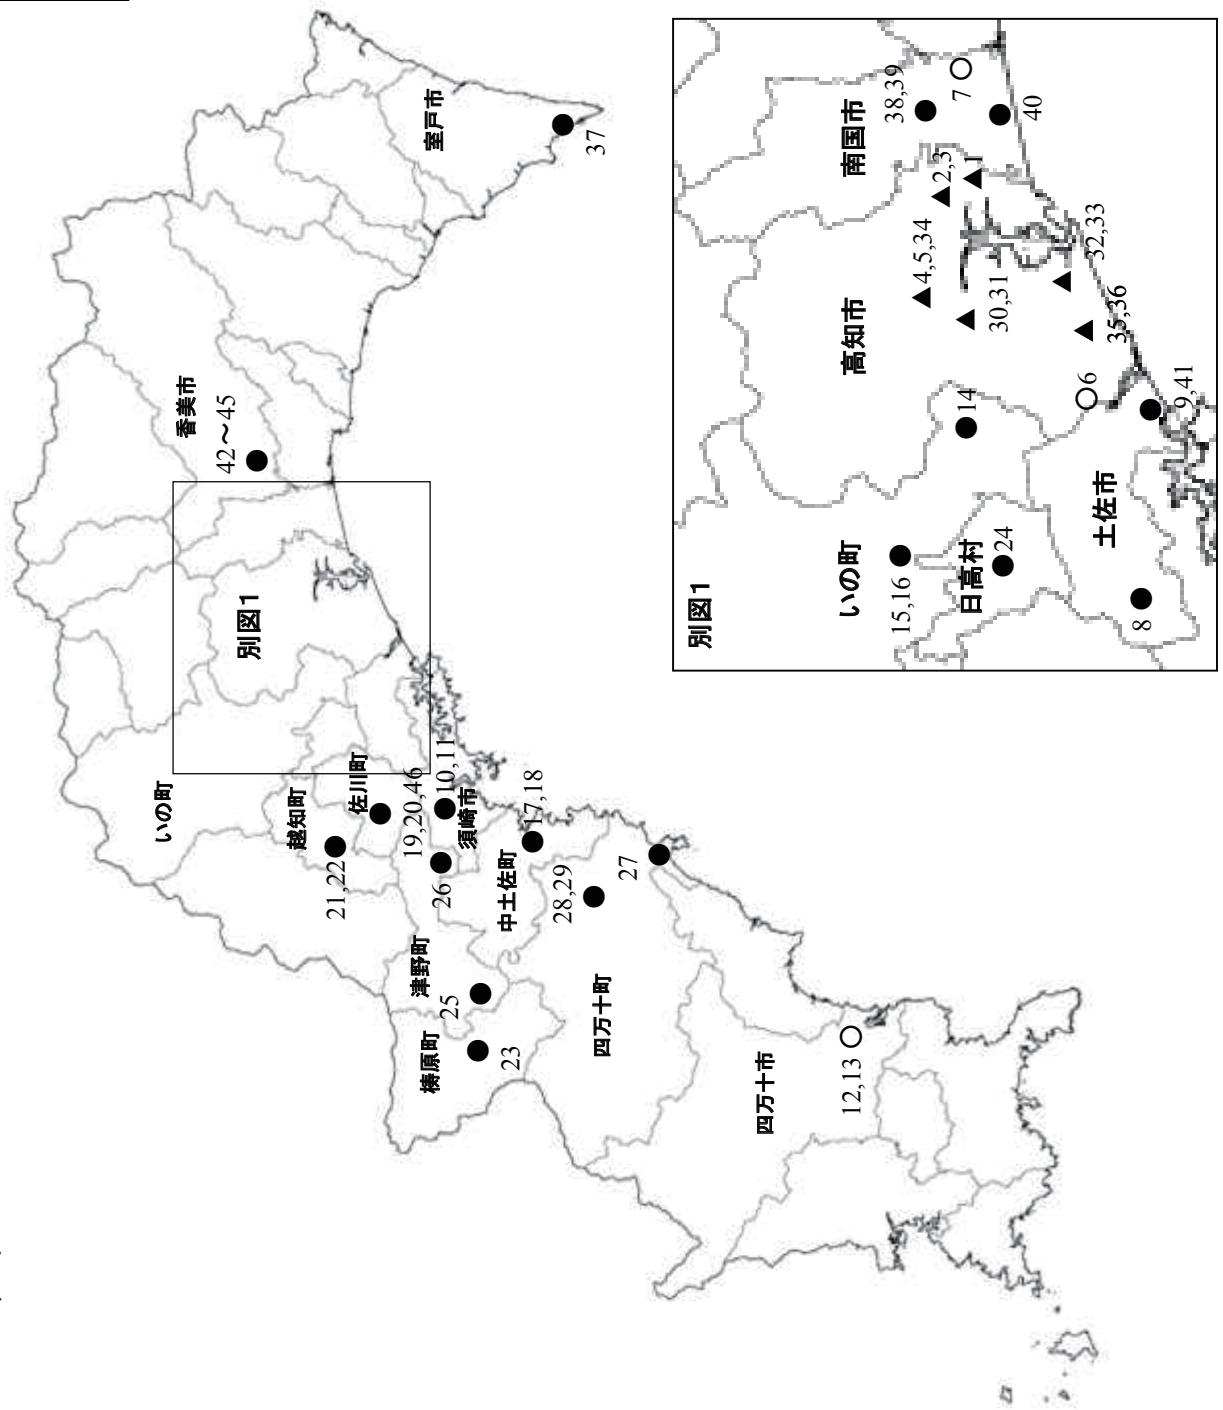 室戸市
37
香美市
42～45
別図1
いの町
越知町
21,22
佐川町
19,20,46
10,11
須崎市
26
17,18
中土佐町
28,29
27
津野町
25
梼原町
23
四万十町
四万十市
12,13
別図1
南国市
38,39
7
40
高知市
2,3
1
4,5,34
30,31
32,33
35,36
6
14
9,41
いの町
15,16
日高村
24
土佐市
8